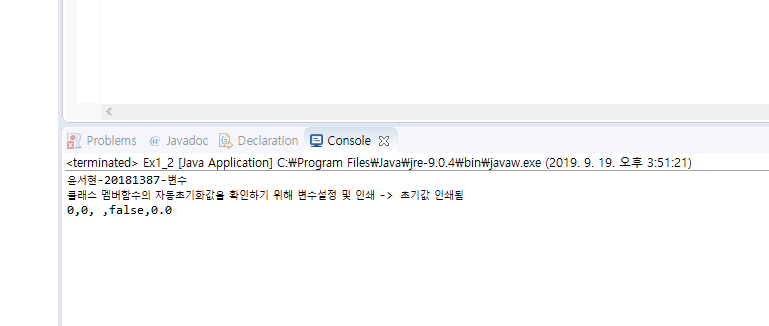 Problems @ Javadoc Declaration Console
<terminated> Ex1_2 [Java Application] C:₩Program Files₩Java₩jre-9.0.4₩bin₩javaw.exe (2019. 9. 19. 오후 3:51:21)
윤서현-20181387-변수
클래스 멤버함수의 자동초기화값을 확인하기 위해 변수설정 및 인쇄 -> 초기값 인쇄됨
0,0, ,false,0.0